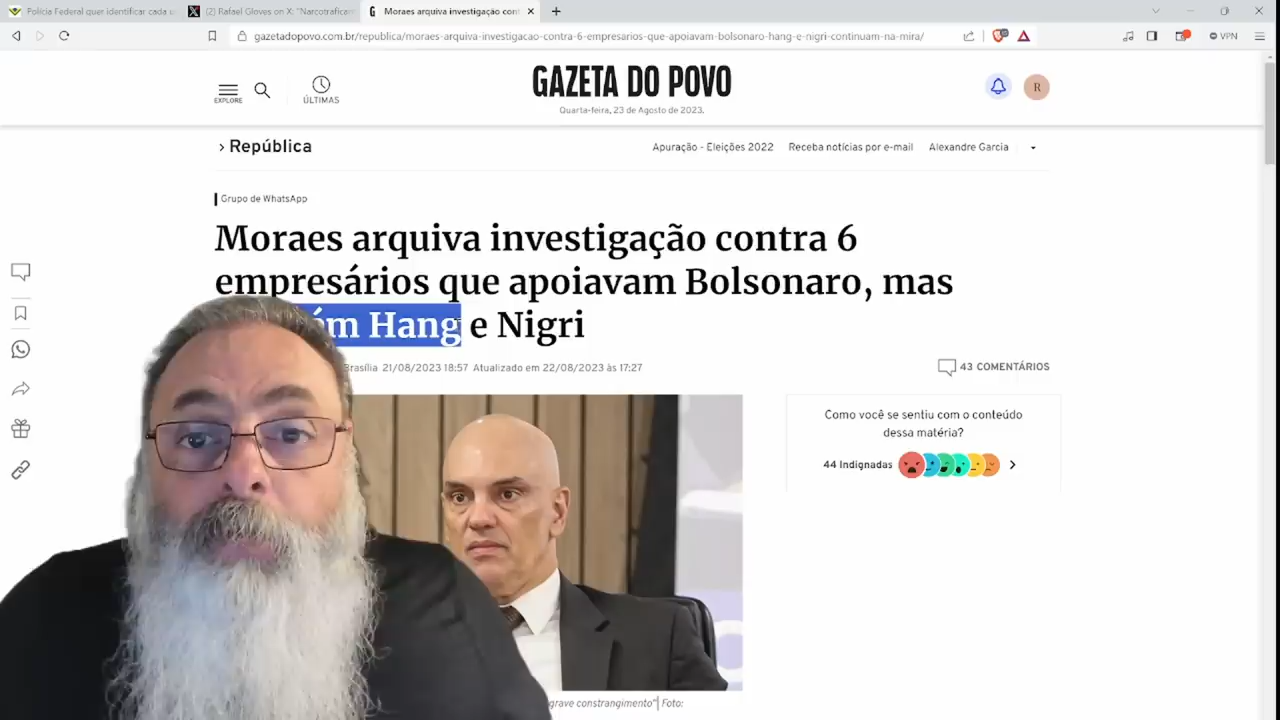 Polícia Federal quer identificar cada u
(2) Rafael Gloves on X: "Narcotrafican
Moraes arquiva investigação cont
gazetadopovo.com.br/republica/moraes-arquiva-investigacao-contra-6-empresarios-que-apoiavam-bolsonaro-hang-e-nigri-continuam-na-mira/
VPN
EXPLORE
ÚLTIMAS
GAZETA DO POVO
Quarta-feira, 23 de Agosto de 2023.
R
República
Apuração - Eleições 2022 Receba notícias por e-mail Alexandre Garcia
Grupo de WhatsApp
Moraes arquiva investigação contra 6
empresários que apoiavam Bolsonaro, mas
ém Hang e Nigri
Brasília 21/08/2023 18:57 Atualizado em 22/08/2023 às 17:27
43 COMENTÁRIOS
Como você se sentiu com o conteúdo
dessa matéria?
44 Indignadas
grave constrangimento"| Foto: